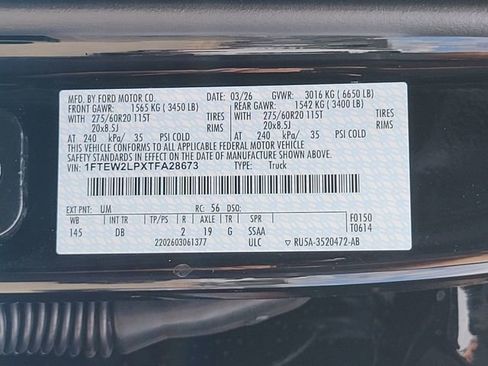 MFD. BY FORD MOTOR CO. 03/26 GVWR: 3016 KG ( 6650 LB)
FRONT GAWR: 1565 KG ( 3450 LB) REAR GAWR: 1542 KG ( 3400 LB)
WITH 275/60R20 115T TIRES WITH 275/60R20 115T TIRES
20x8.5J RIMS 20x8.5J RIMS
AT 240 kPa/ 35 PSI COLD AT 240 kPa/ 35 PSI COLD
THIS VEHICLE CONFORMS TO ALL APPLICABLE FEDERAL MOTOR VEHICLE
SAFETY AND THEFT PREVENTION STANDARDS IN EFFECT ON THE DATE OF MANUFACTURE
SHOWN ABOVE.
VIN: 1FTEW2LPXTFA28673 TYPE: Truck
EXT PNT: UM RC: 56 DSO: F0150
WB BRK INT TR TP/PS R AXLE TR SPR T0614
145 DB 2 19 G SSAA
2202603061377 ULC RU5A-3520472-AB